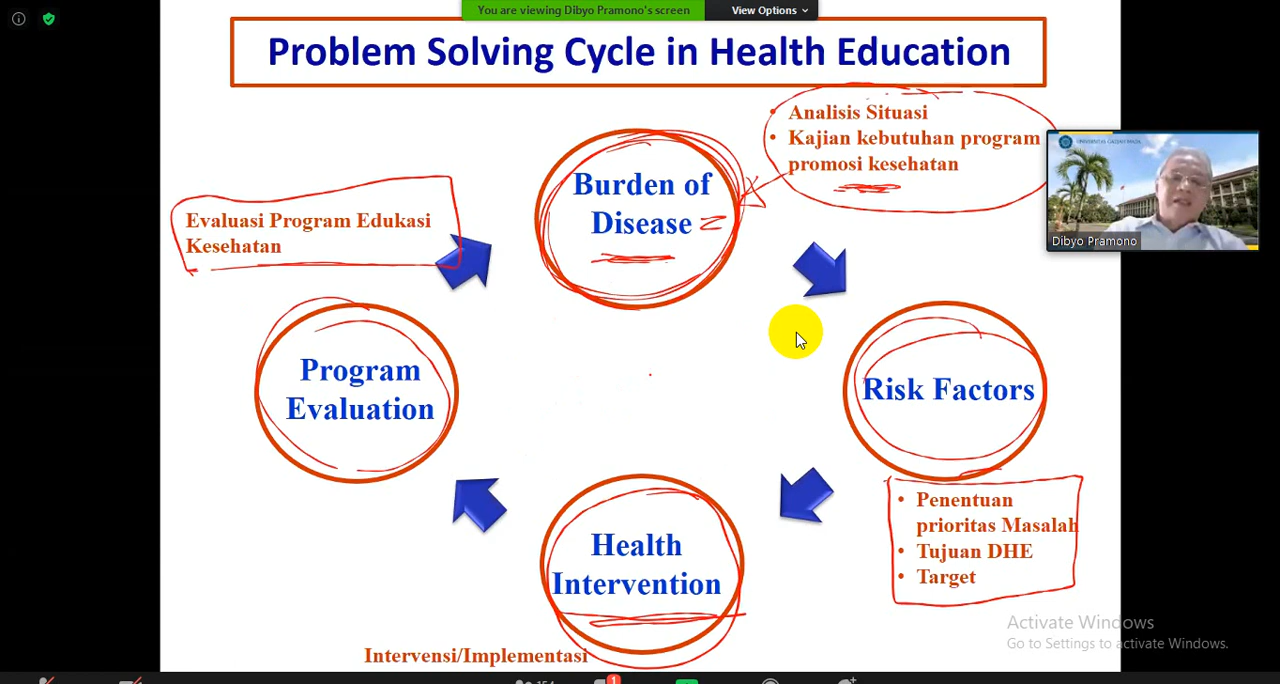 You are viewing Dibyo Pramono's screen
View Options
Problem Solving Cycle in Health Education
• Analisis Situasi
• Kajian kebutuhan program
promosi kesehatan
Burden of
Disease
Evaluasi Program Edukasi
Kesehatan
Dibyo Pramono
Program
Evaluation
Risk Factors
• Penentuan
prioritas Masalah
• Tujuan DHE
• Target
Health
Intervention
Intervensi/Implementasi
Activate Windows
Go to Settings to activate Windows.
154
1